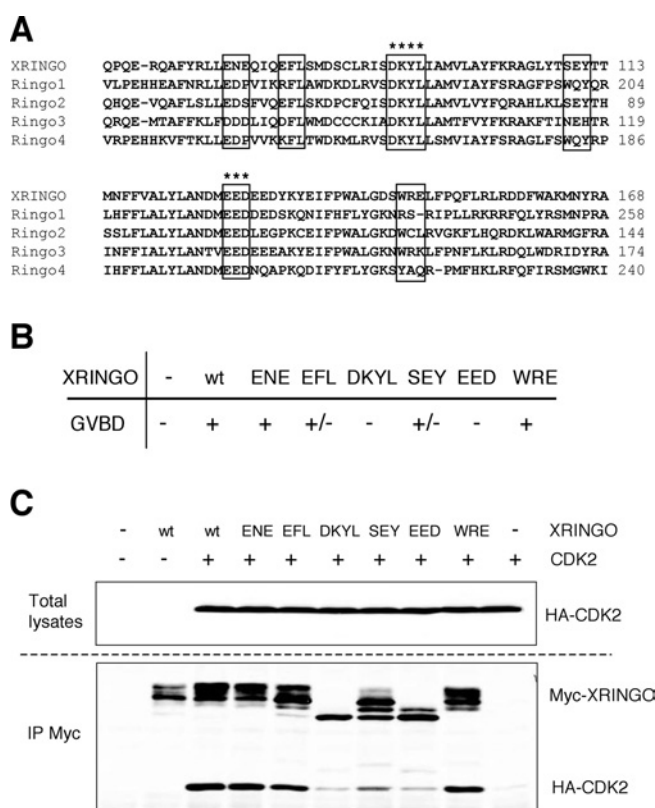 A
****
XRINGO QPQE-RQAFYRLLENEQIQEFLSMDSCLRISDKYLIAMVLAYFKRAGLYTSEYTT 113
Ringo1 VLPEHHEAFNRLLEDPVIKRFLAWDKDLRVSDKYLLAMVIAYFSRAGFPSWQYQR 204
Ringo2 QHQE-VQAFLSLLEDSFVQEFLSKDPCFQISDKYLLAMVLVYFQRAHLKLSEYTH 89
Ringo3 QRQE-MTAFFKLFDDDLIQDFLWMDCCCKIADKYLLAMTFVYFKRAKFTINEHTR 119
Ringo4 VRPEHHKVFTKLLEDPVVKKFLTWDKMLRVSDKYLLSMVIAYFSRAGLFSWQYRP 186
***
XRINGO MNFFVALYLANDMEEDEEDYKYEIFPWALGDSWRELFPQFLRLRDDFWAKMNYRA 168
Ringo1 LHFFLALYLANDMEEDDEDSKQNIFHFLYGKNRS-RIPLLRKRRFQLYRSMNPRA 258
Ringo2 SSLFLALYLANDMEEDLEGPKCEIFPWALGKDWCLRVGKFLHQRDKLWARMGFRA 144
Ringo3 INFFIALYLANTVEEDEEEAKYEIFPWALGKNWRKLFPNFLKLRDQLWDRIDYRA 174
Ringo4 IHFFLALYLANDMEEDNQAPKQDIFYFLYGKSYAQRP-MFHKLRFQFIRSMGWKI 240
B
XRINGO - wt ENE EFL DKYL SEY EED WRE
GVBD - + + +/- - +/- - +
C
- wt wt ENE EFL DKYL SEY EED WRE - XRINGO
- - + + + + + + + + CDK2
Total lysates HA-CDK2
IP Myc Myc-XRINGO
HA-CDK2